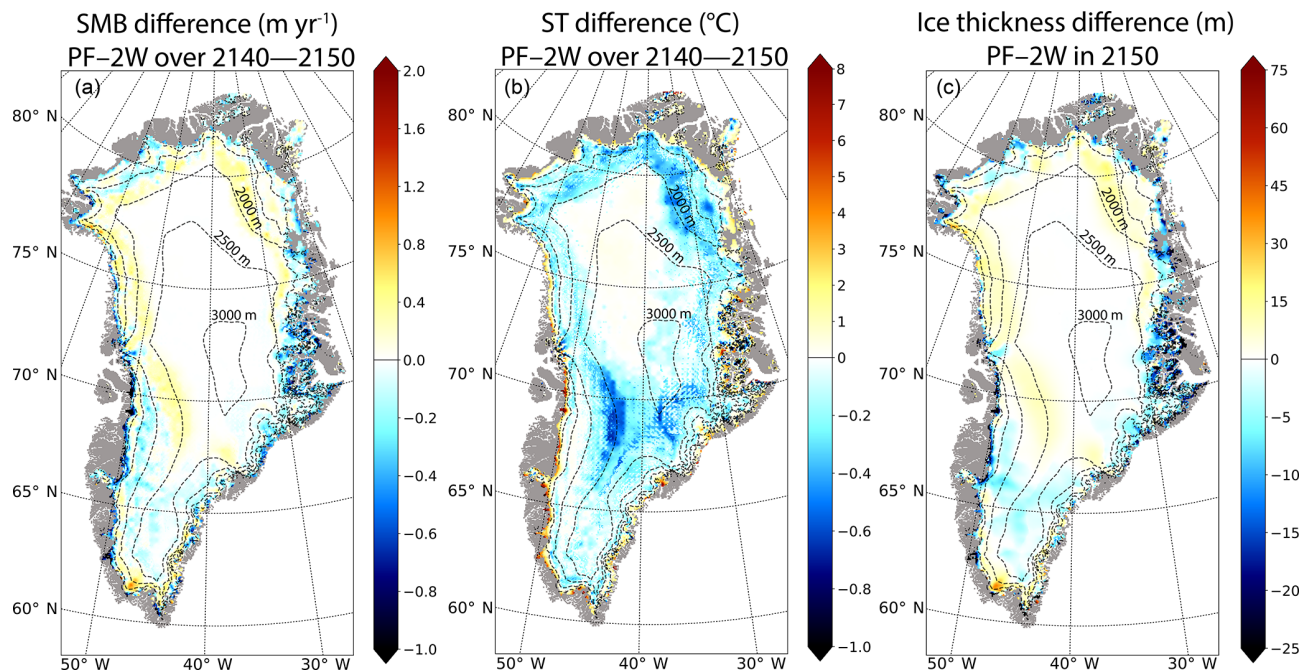 SMB difference (m yr⁻¹)
PF–2W over 2140—2150
(a)
80° N
75° N
70° N
65° N
60° N
50° W
40° W
30° W
2000 m
2500 m
3000 m
2.0
1.6
1.2
0.8
0.4
0.0
−0.2
−0.4
−0.6
−0.8
−1.0
ST difference (°C)
PF–2W over 2140—2150
(b)
80° N
75° N
70° N
65° N
60° N
50° W
40° W
30° W
2000 m
2500 m
3000 m
8
7
6
5
4
3
2
1
0
−0.2
−0.4
−0.6
−0.8
−1.0
Ice thickness difference (m)
PF–2W in 2150
(c)
80° N
75° N
70° N
65° N
60° N
50° W
40° W
30° W
2000 m
2500 m
3000 m
75
60
45
30
15
0
−5
−10
−15
−20
−25